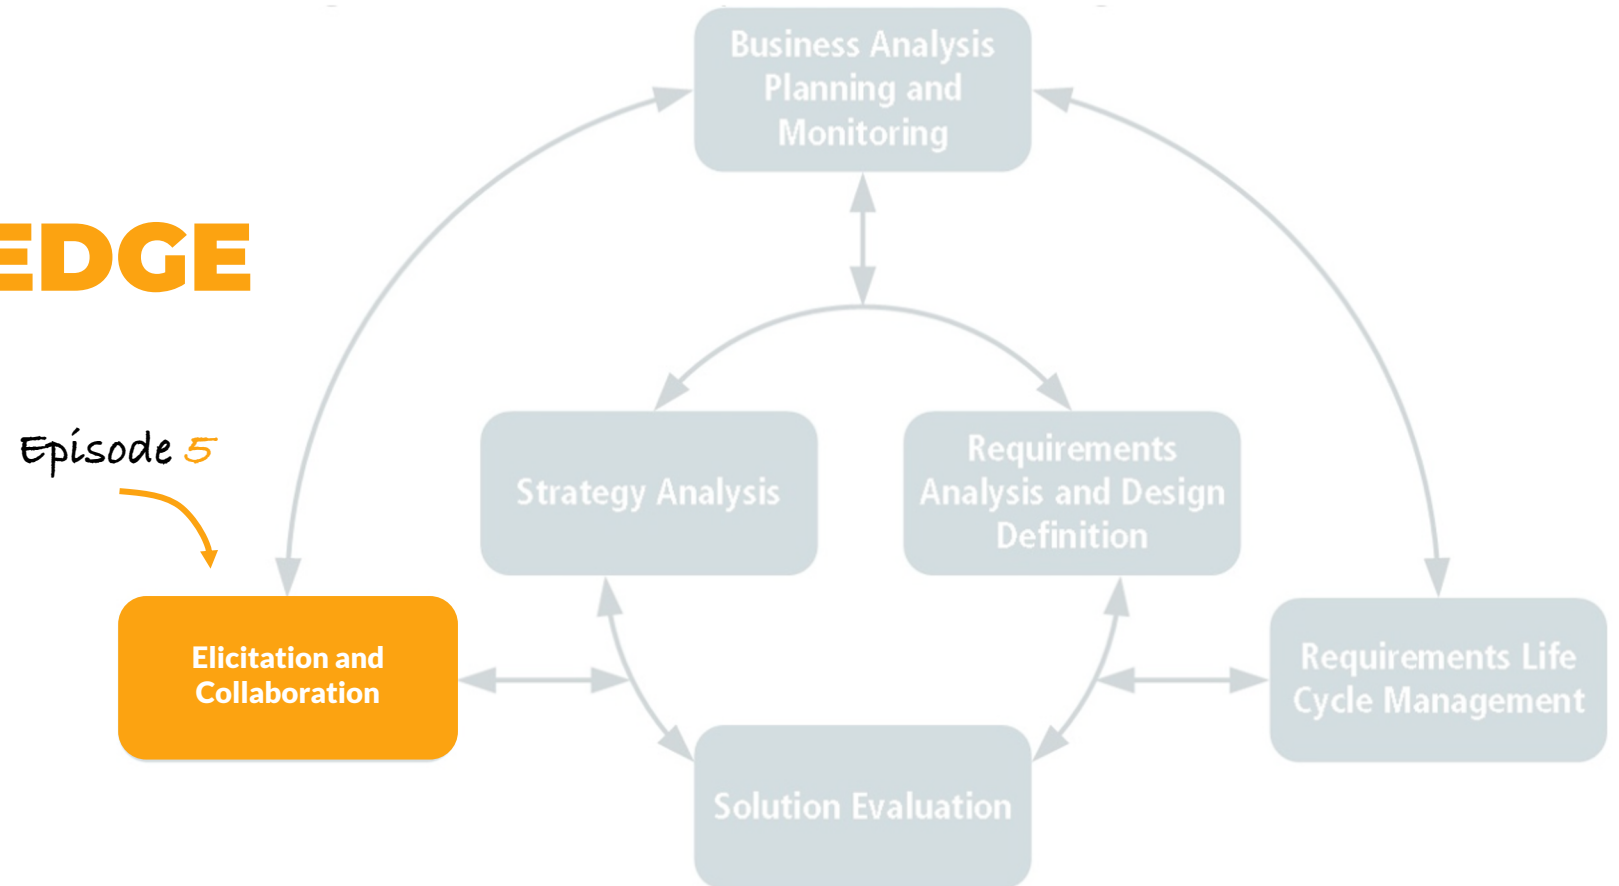 Business Analysis
Planning and
Monitoring
EDGE
Episode 5
Strategy Analysis
Requirements
Analysis and Design
Definition
Elicitation and
Collaboration
Requirements Life
Cycle Management
Solution Evaluation